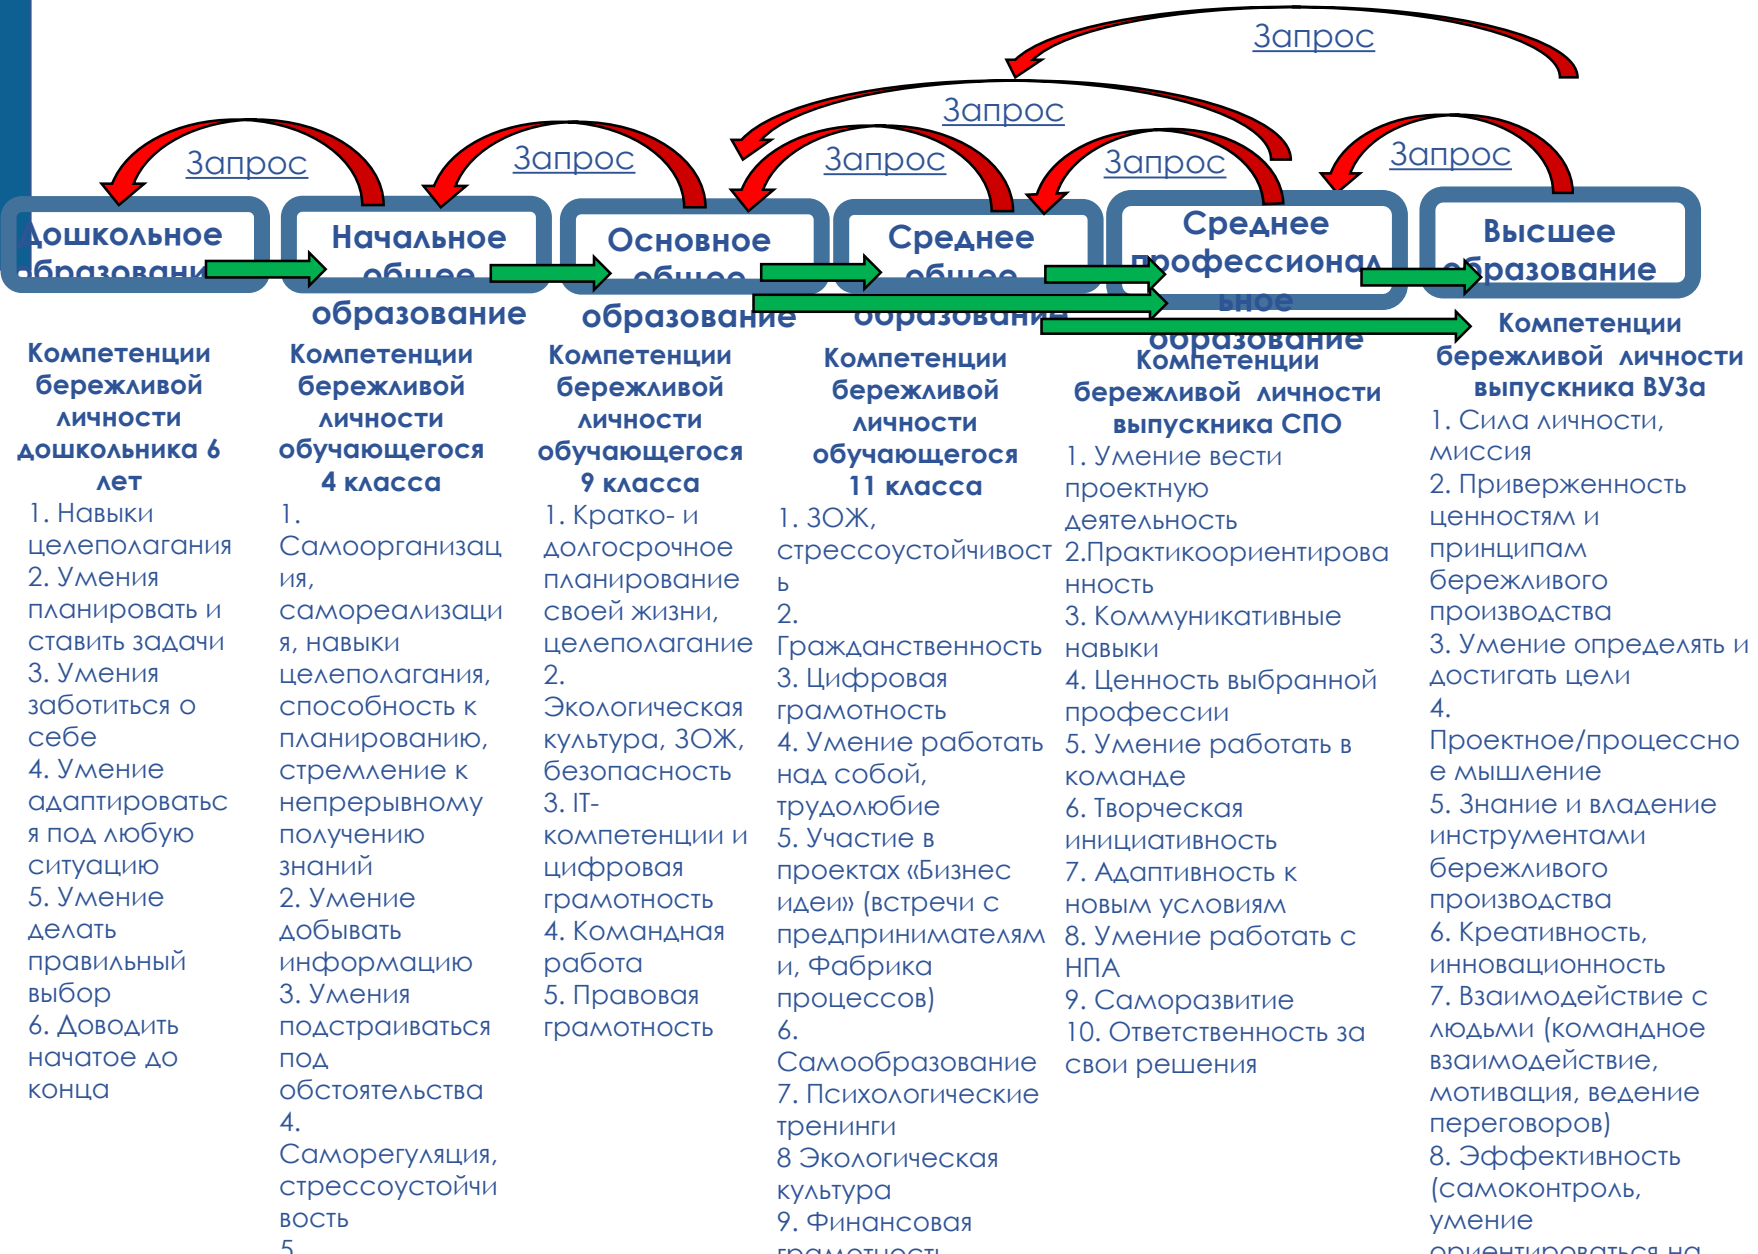 Запрос
Запрос
Запрос
Запрос
Запрос
Запрос
Запрос
Дошкольное
образование
Начальное
общее
образование
Основное
общее
образование
Среднее
общее
образование
Среднее
профессионал
ьное
образование
Высшее
образование
Компетенции
бережливой
личности
дошкольника 6
лет
1. Навыки
целеполагания
2. Умения
планировать и
ставить задачи
3. Умения
заботиться о
себе
4. Умение
адаптироватьс
я под любую
ситуацию
5. Умение
делать
правильный
выбор
6. Доводить
начатое до
конца
Компетенции
бережливой
личности
обучающегося
4 класса
1.
Самоорганизац
ия,
самореализаци
я, навыки
целеполагания,
способность к
планированию,
стремление к
непрерывному
получению
знаний
2. Умение
добывать
информацию
3. Умения
подстраиваться
под
обстоятельства
4.
Саморегуляция,
стрессоустойчи
вость
5.
Компетенции
бережливой
личности
обучающегося
9 класса
1. Кратко- и
долгосрочное
планирование
своей жизни,
целеполагание
2.
Экологическая
культура, ЗОЖ,
безопасность
3. IT-
компетенции и
цифровая
грамотность
4. Командная
работа
5. Правовая
грамотность
Компетенции
бережливой
личности
обучающегося
11 класса
1. ЗОЖ,
стрессоустойчивост
ь
2.
Гражданственность
3. Цифровая
грамотность
4. Умение работать
над собой,
трудолюбие
5. Участие в
проектах «Бизнес
идеи» (встречи с
предпринимателям
и, Фабрика
процессов)
6.
Самообразование
7. Психологические
тренинги
8 Экологическая
культура
9. Финансовая
грамотность
Компетенции
бережливой личности
выпускника СПО
1. Умение вести
проектную
деятельность
2.Практикоориентирова
нность
3. Коммуникативные
навыки
4. Ценность выбранной
профессии
5. Умение работать в
команде
6. Творческая
инициативность
7. Адаптивность к
новым условиям
8. Умение работать с
НПА
9. Саморазвитие
10. Ответственность за
свои решения
Компетенции
бережливой личности
выпускника ВУЗа
1. Сила личности,
миссия
2. Приверженность
ценностям и
принципам
бережливого
производства
3. Умение определять и
достигать цели
4.
Проектное/процессно
е мышление
5. Знание и владение
инструментами
бережливого
производства
6. Креативность,
инновационность
7. Взаимодействие с
людьми (командное
взаимодействие,
мотивация, ведение
переговоров)
8. Эффективность
(самоконтроль,
умение
ориентироваться на